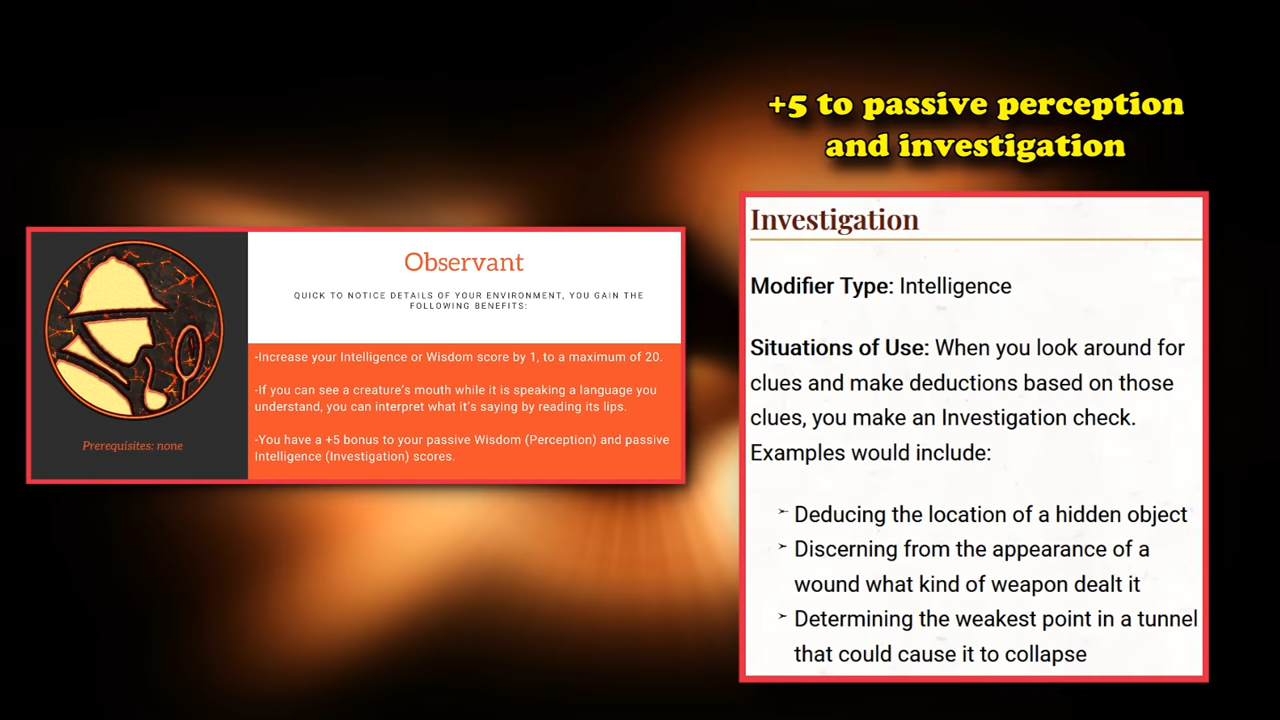 +5 to passive perception
and investigation
Observant
QUICK TO NOTICE DETAILS OF YOUR ENVIRONMENT, YOU GAIN THE
FOLLOWING BENEFITS:
-Increase your Intelligence or Wisdom score by 1, to a maximum of 20.
-If you can see a creature's mouth while it is speaking a language you
understand, you can interpret what it's saying by reading its lips.
-You have a +5 bonus to your passive Wisdom (Perception) and passive
Intelligence (Investigation) scores.
Prerequisites: none
Investigation
Modifier Type: Intelligence
Situations of Use: When you look around for
clues and make deductions based on those
clues, you make an Investigation check.
Examples would include:
➢ Deducing the location of a hidden object
➢ Discerning from the appearance of a
wound what kind of weapon dealt it
➢ Determining the weakest point in a tunnel
that could cause it to collapse